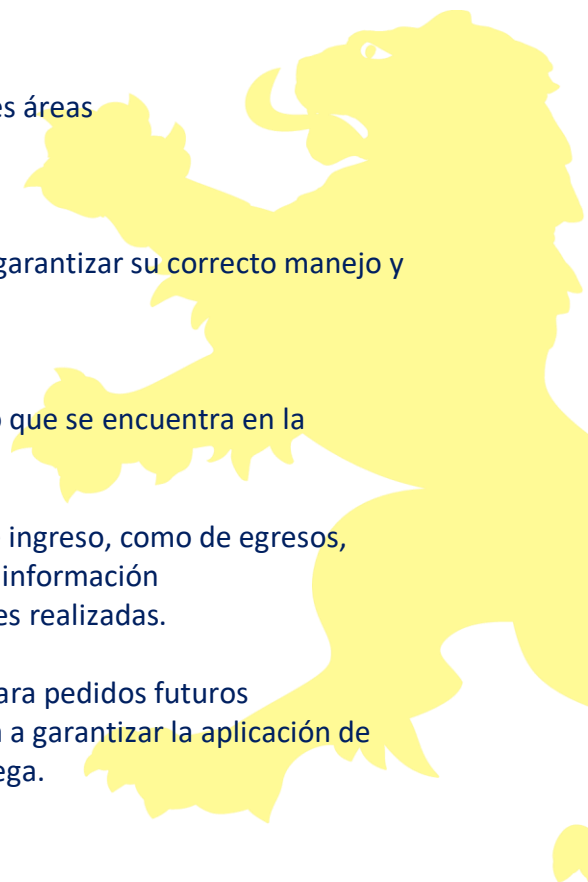 es áreas
garantizar su correcto manejo y
que se encuentra en la
ingreso, como de egresos,
información
es realizadas.
ara pedidos futuros
a garantizar la aplicación de
ega.